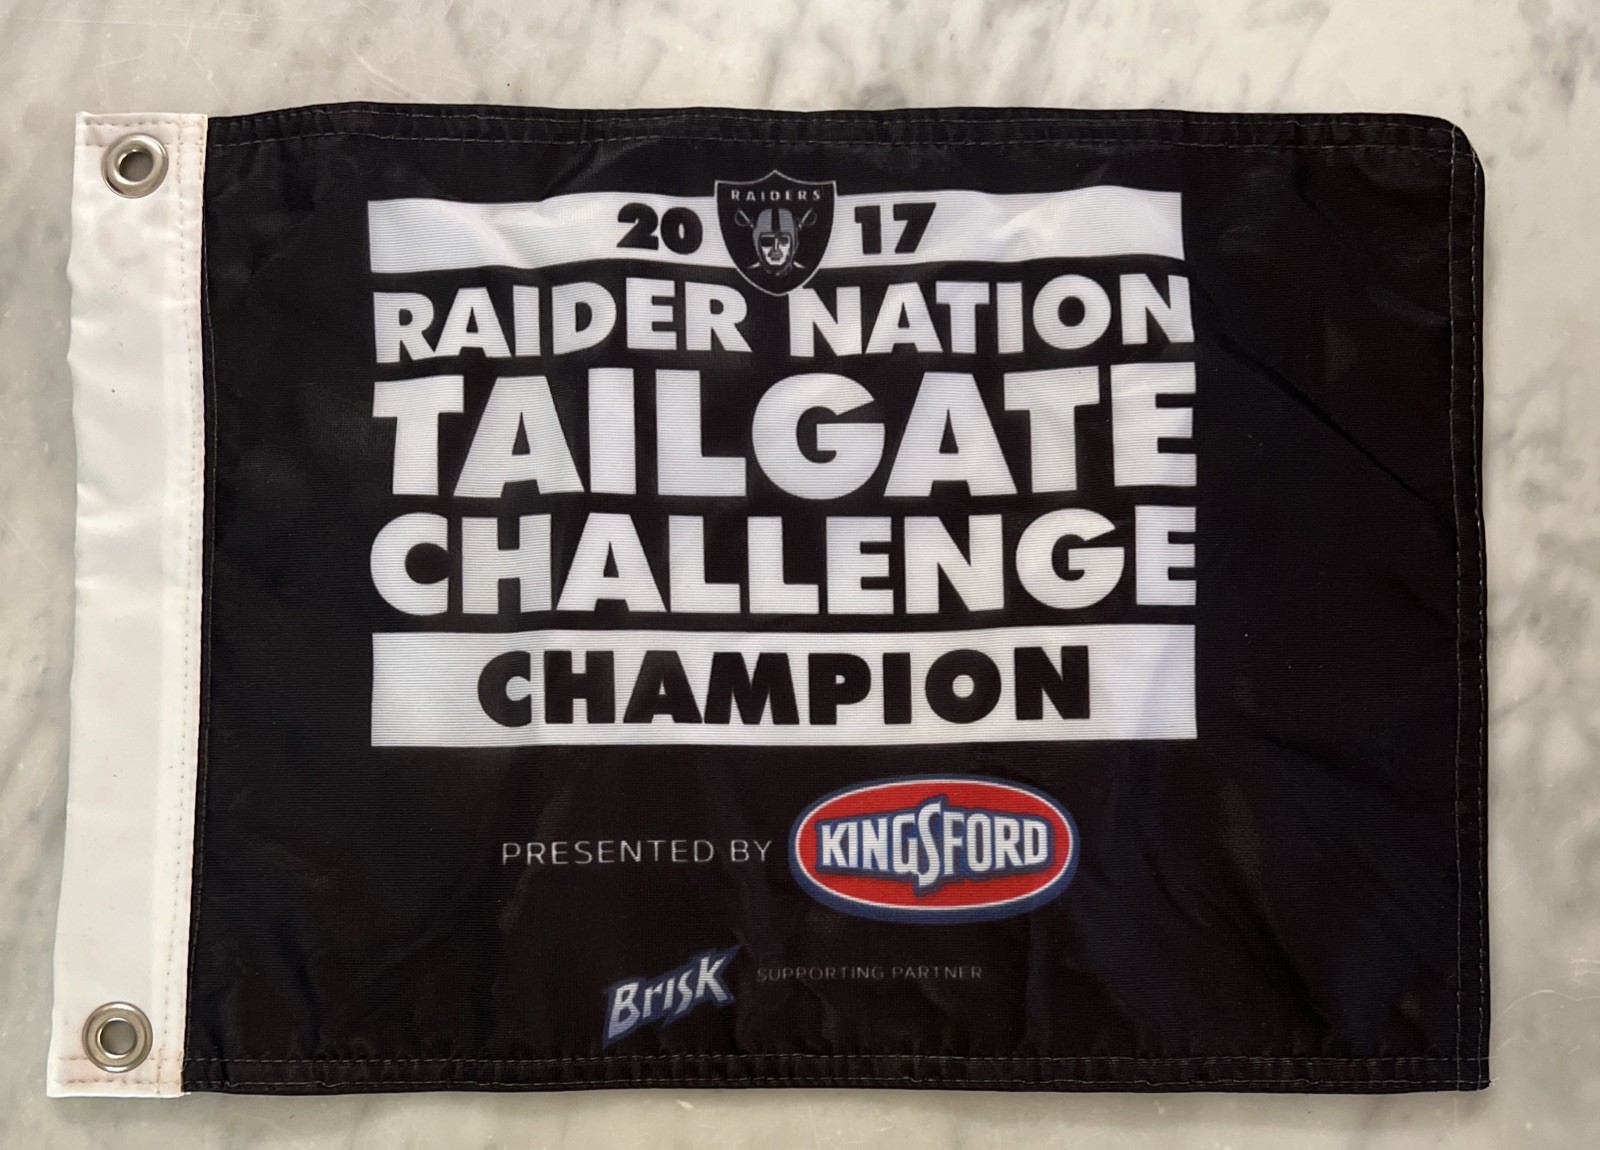 RAIDERS
20 17
RAIDER NATION
TAILGATE
CHALLENGE
CHAMPION
PRESENTED BY KINGSFORD
Brisk SUPPORTING PARTNER